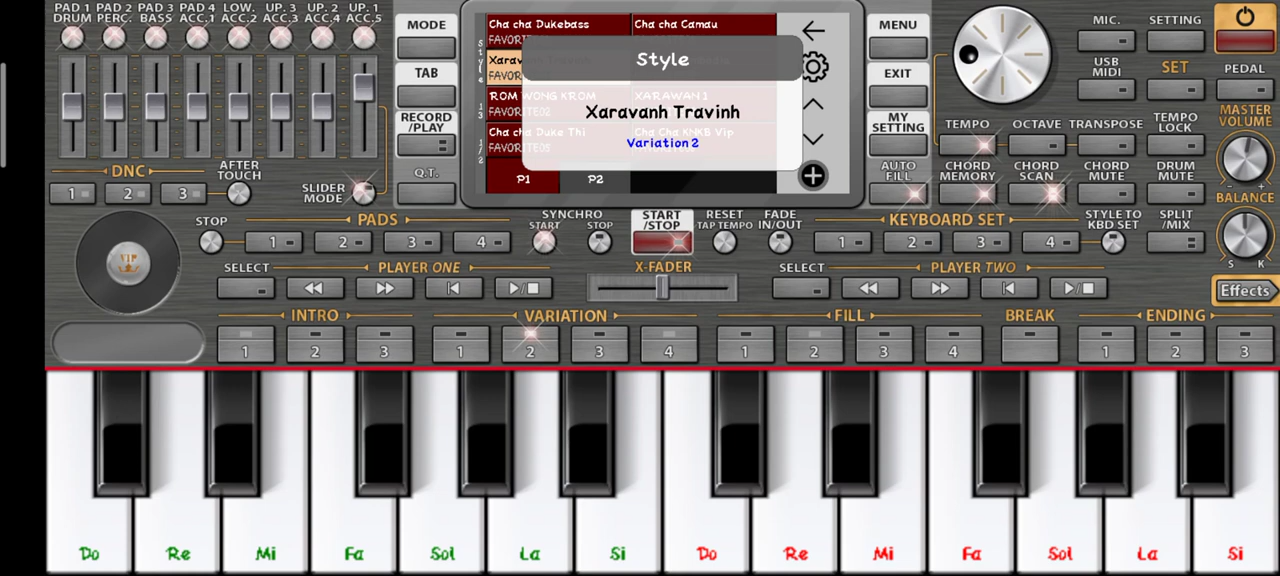 PAD 1 PAD 2 PAD 3 PAD 4 LOW. UP. 3 UP. 2 UP. 1
DRUM PERC. BASS ACC.1 ACC.2 ACC.3 ACC.4 ACC.5
MODE
TAB
RECORD
/PLAY
Q.T.
DNC
1 2 3
AFTER
TOUCH
SLIDER
MODE
Cha cha Dukebass Cha cha Camau
FAVORIT
Style
Xarav
FAVOR
Xaravanh Travinh
Variation 2
ROM WONG KROM XARAWAN 1
FAVORITE02
Cha cha Duke Thi Cha Cha KNKB Vip
FAVORITE05
P1 P2
MENU
EXIT
MY
SETTING
AUTO
FILL
MIC. SETTING
USB
MIDI
SET
PEDAL
TEMPO OCTAVE TRANSPOSE TEMPO
LOCK
MASTER
VOLUME
- +
CHORD
MEMORY
CHORD
SCAN
CHORD
MUTE
DRUM
MUTE
BALANCE
S K
VIP
STOP PADS
1 2 3 4
SYNCHRO
START STOP
START
/STOP
RESET
TAP TEMPO
FADE
IN/OUT
KEYBOARD SET
1 2 3 4
STYLE TO
KBD SET
SPLIT
/MIX
SELECT PLAYER ONE
X-FADER
SELECT PLAYER TWO
Effects
INTRO VARIATION FILL BREAK ENDING
1 2 3 1 2 3 4 1 2 3 4 1 2 3
Do Re Mi Fa Sol La Si Do Re Mi Fa Sol La Si